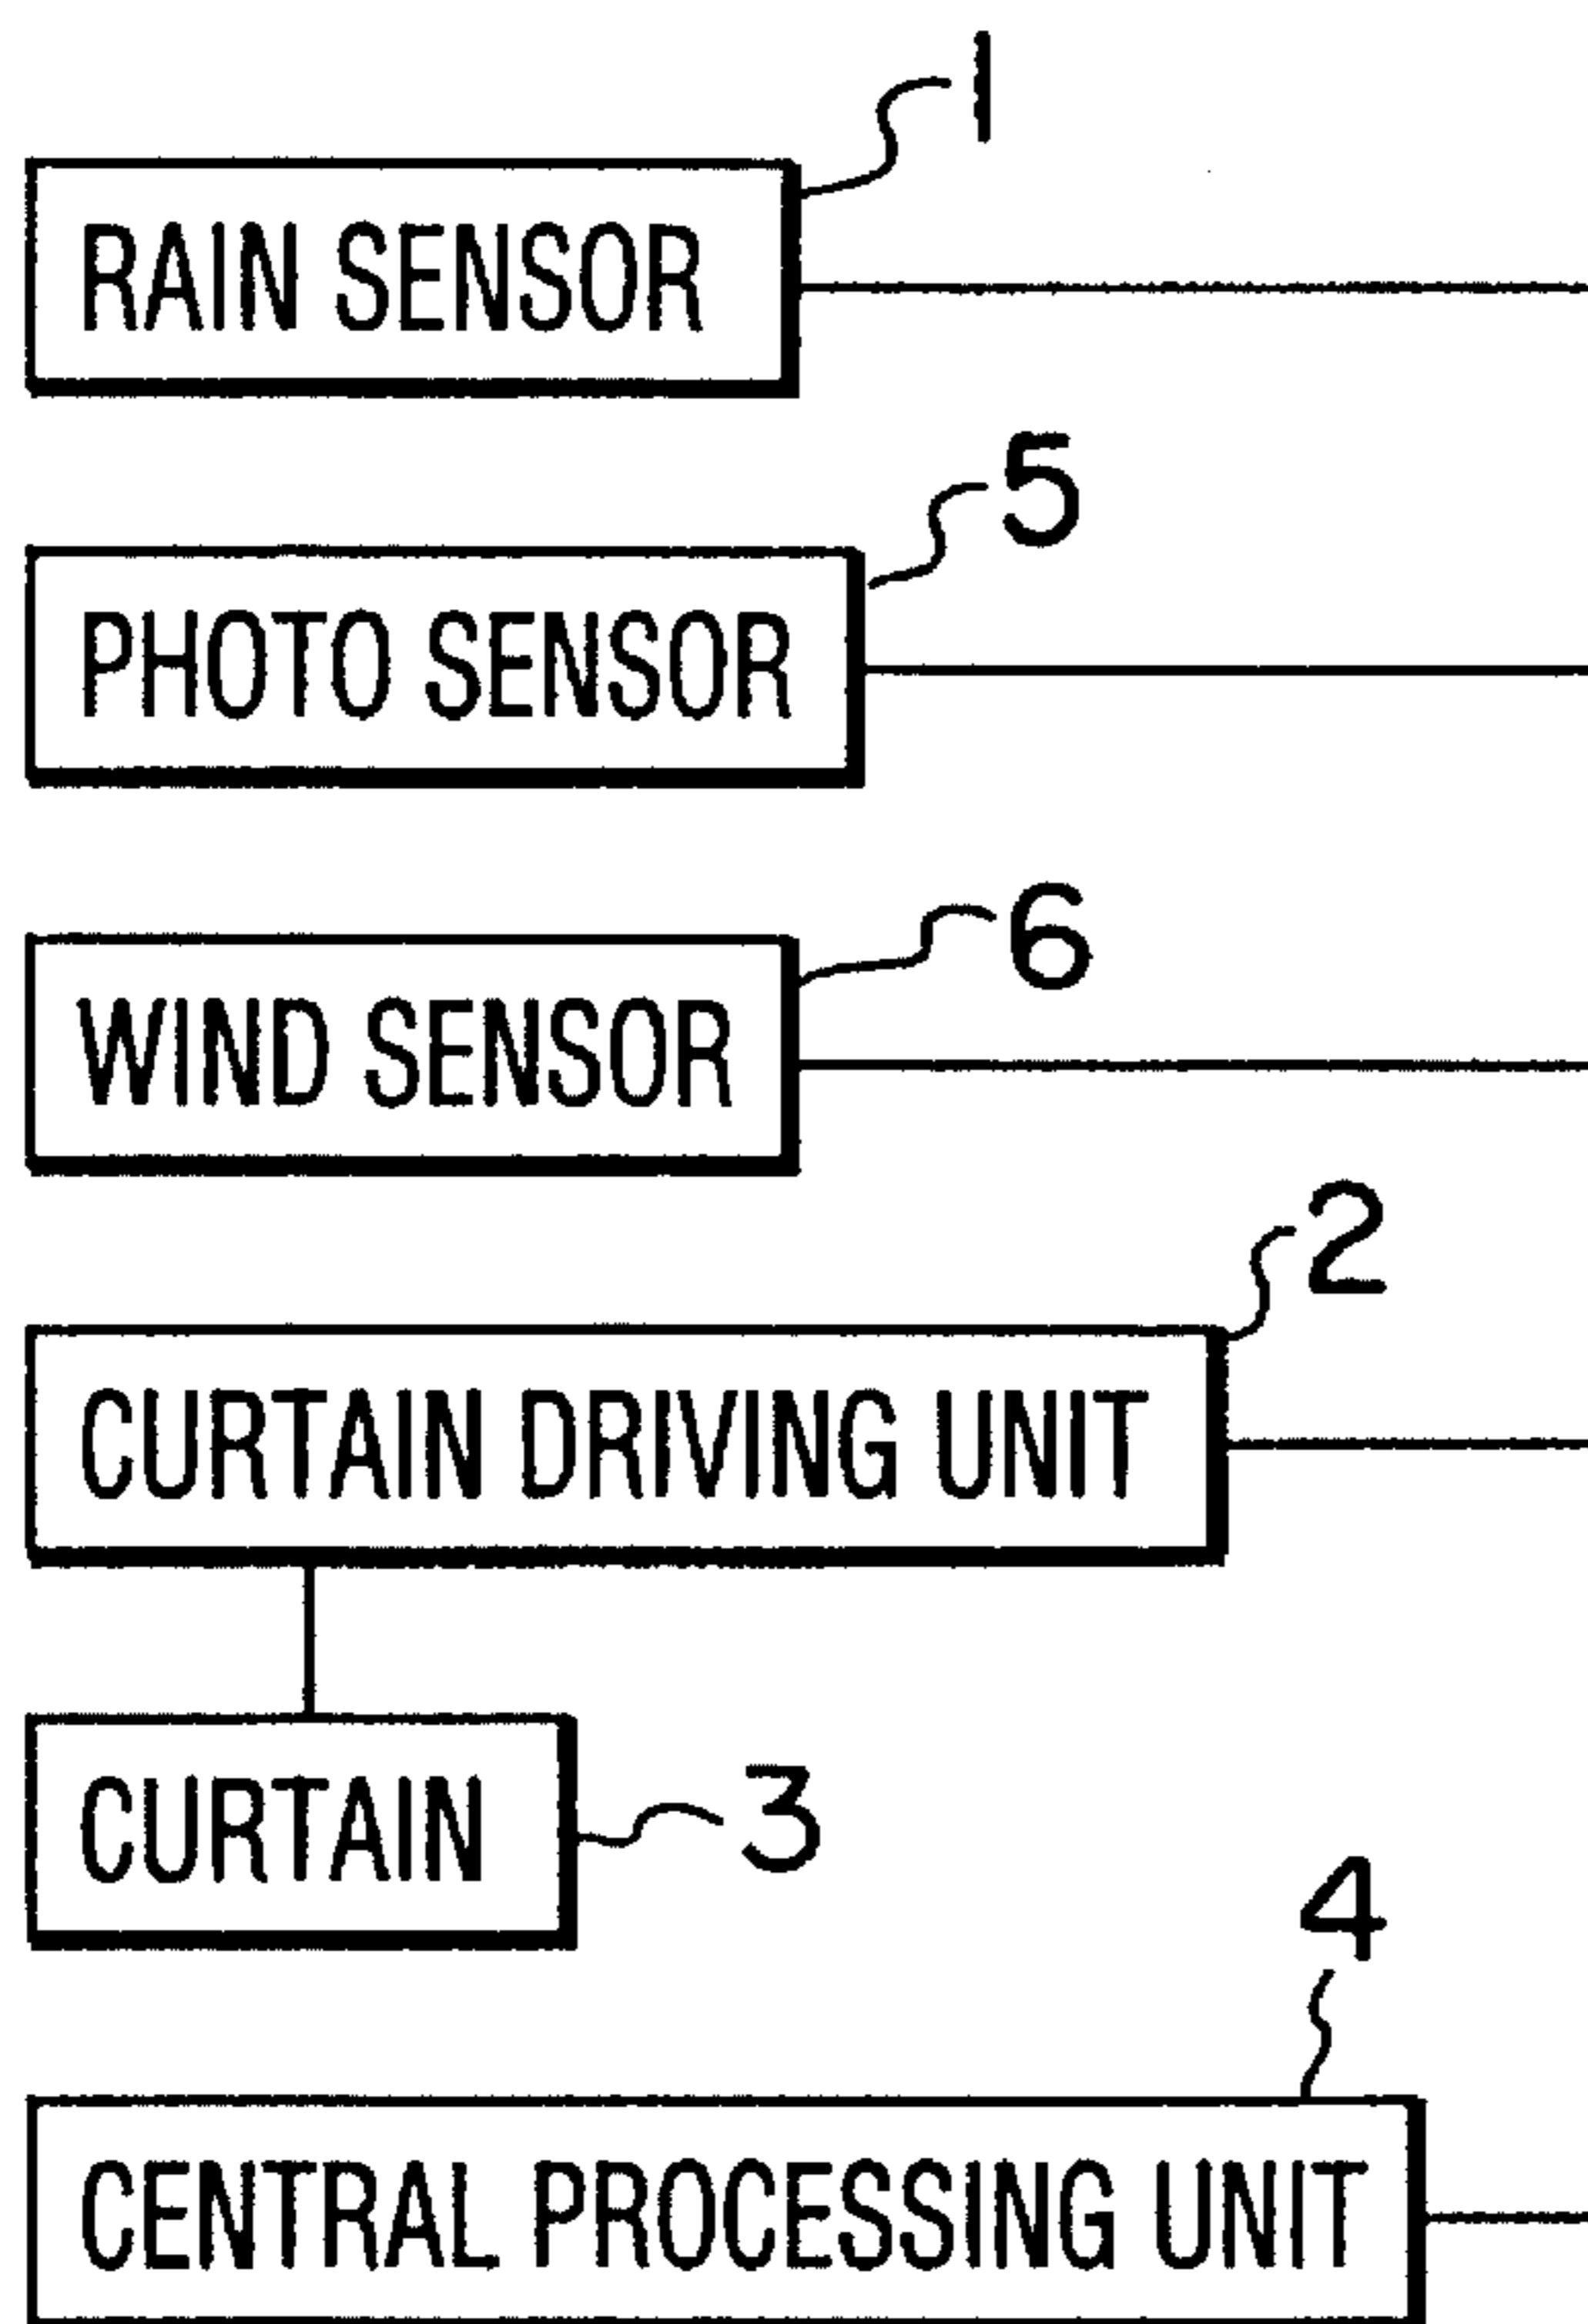 1
RAIN SENSOR
5
PHOTO SENSOR
6
WIND SENSOR
2
CURTAIN DRIVING UNIT
CURTAIN
3
4
CENTRAL PROCESSING UNIT